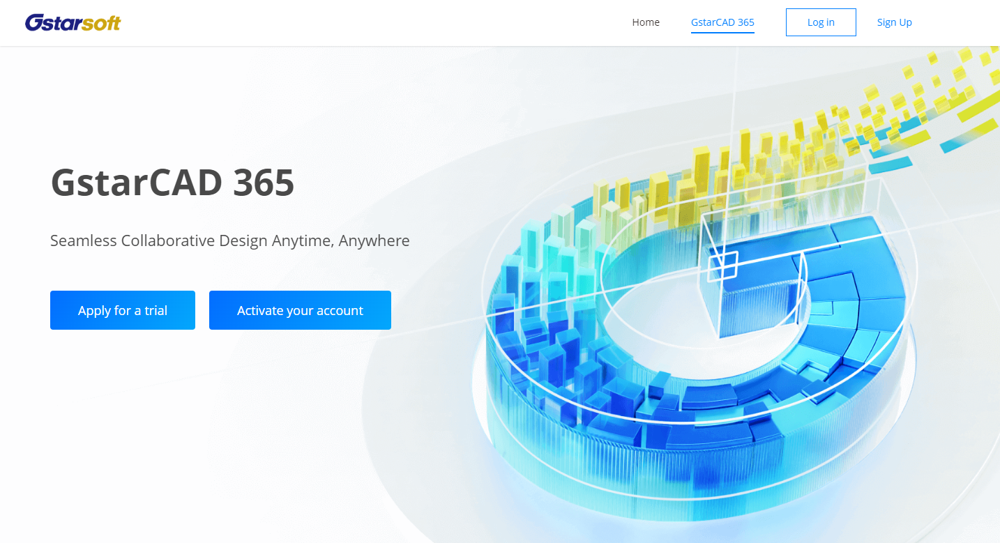 Gstarsoft
Home
GstarCAD 365
Log in
Sign Up
GstarCAD 365
Seamless Collaborative Design Anytime, Anywhere
Apply for a trial
Activate your account